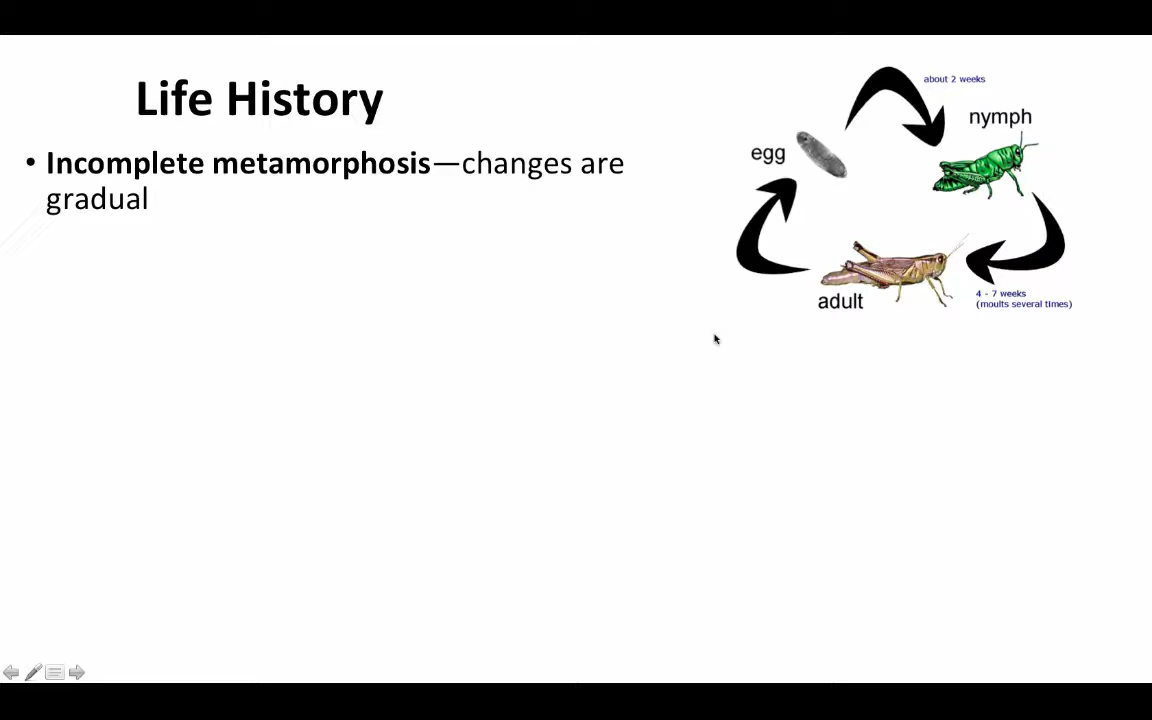 Life History
• Incomplete metamorphosis—changes are
gradual
about 2 weeks
nymph
egg
adult
4 - 7 weeks
(moults several times)